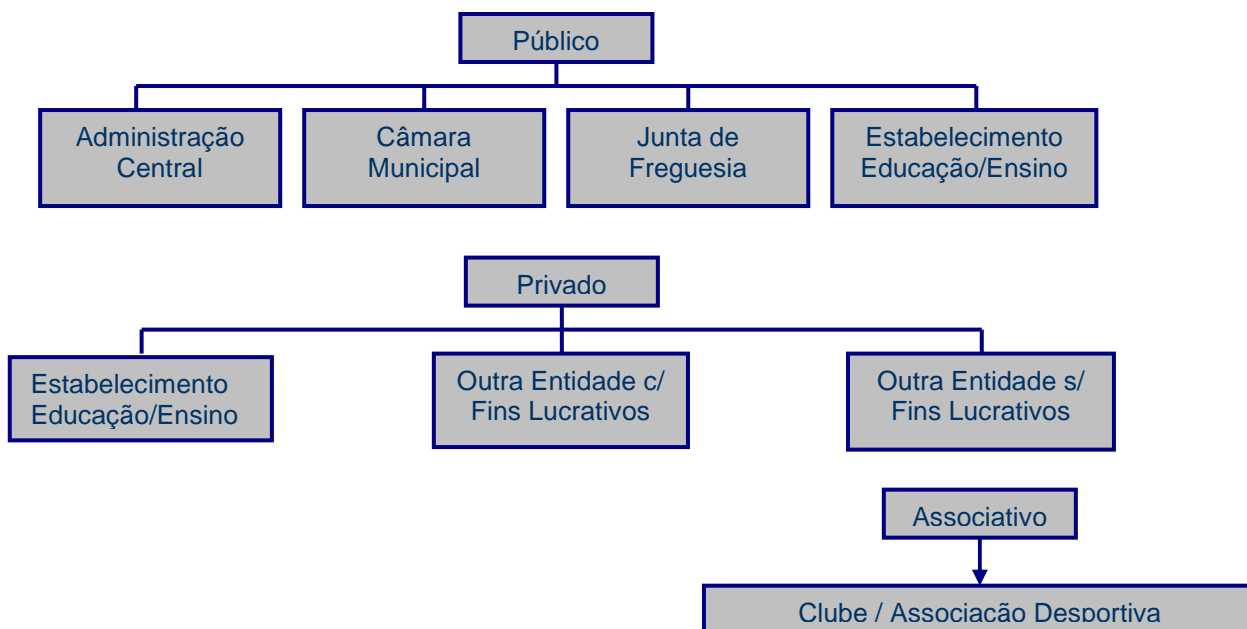 Público
Administração
Central
Câmara
Municipal
Junta de
Freguesia
Estabelecimento
Educação/Ensino
Privado
Estabelecimento
Educação/Ensino
Outra Entidade c/
Fins Lucrativos
Outra Entidade s/
Fins Lucrativos
Associativo
Clube / Associação Desportiva